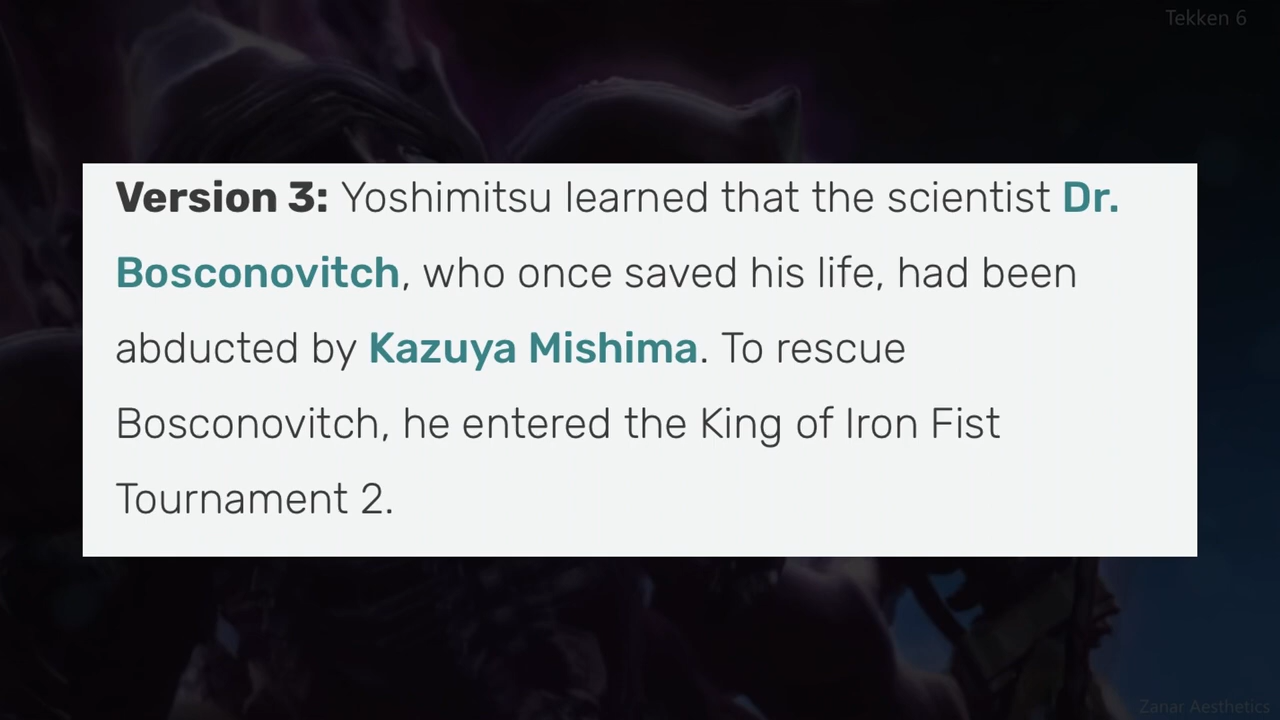 Tekken 6
Version 3: Yoshimitsu learned that the scientist Dr.
Bosconovitch, who once saved his life, had been
abducted by Kazuya Mishima. To rescue
Bosconovitch, he entered the King of Iron Fist
Tournament 2.
Zanar Aesthetics